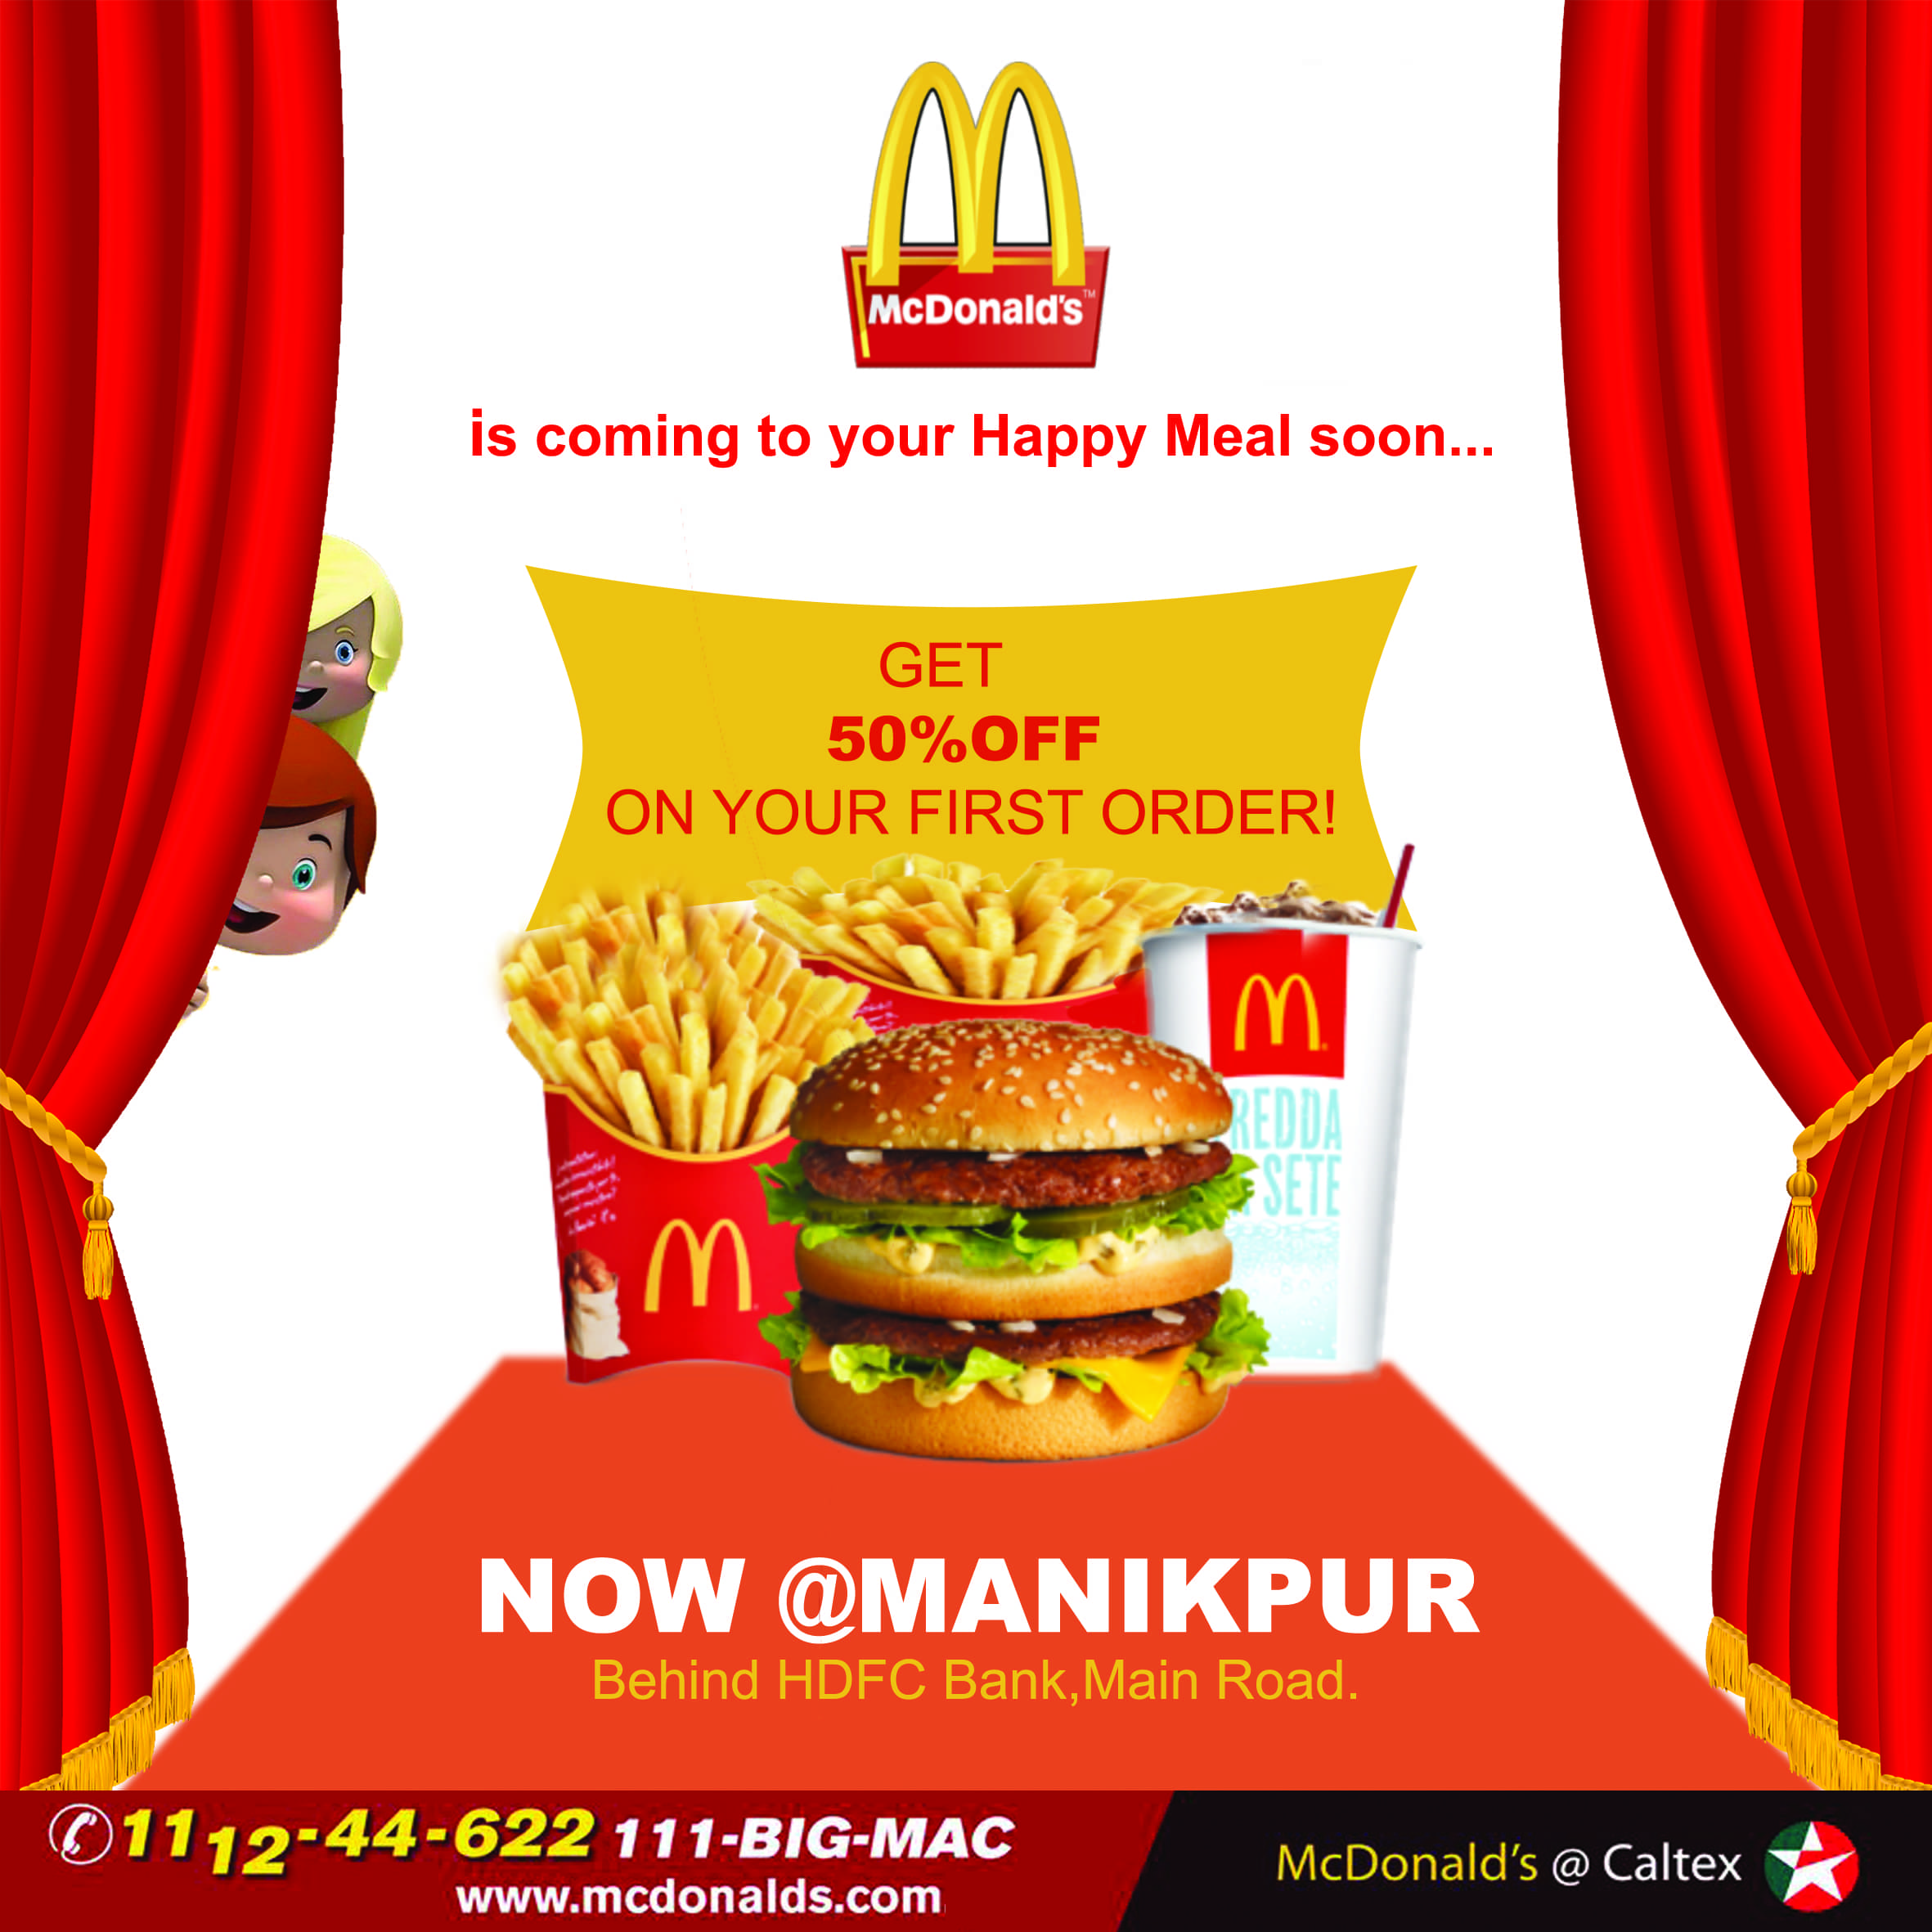 McDonald's™
is coming to your Happy Meal soon...
GET
50%OFF
ON YOUR FIRST ORDER!
REDDA
SETE
NOW @MANIKPUR
Behind HDFC Bank,Main Road.
1112-44-622 111-BIG-MAC
www.mcdonalds.com
McDonald's @ Caltex